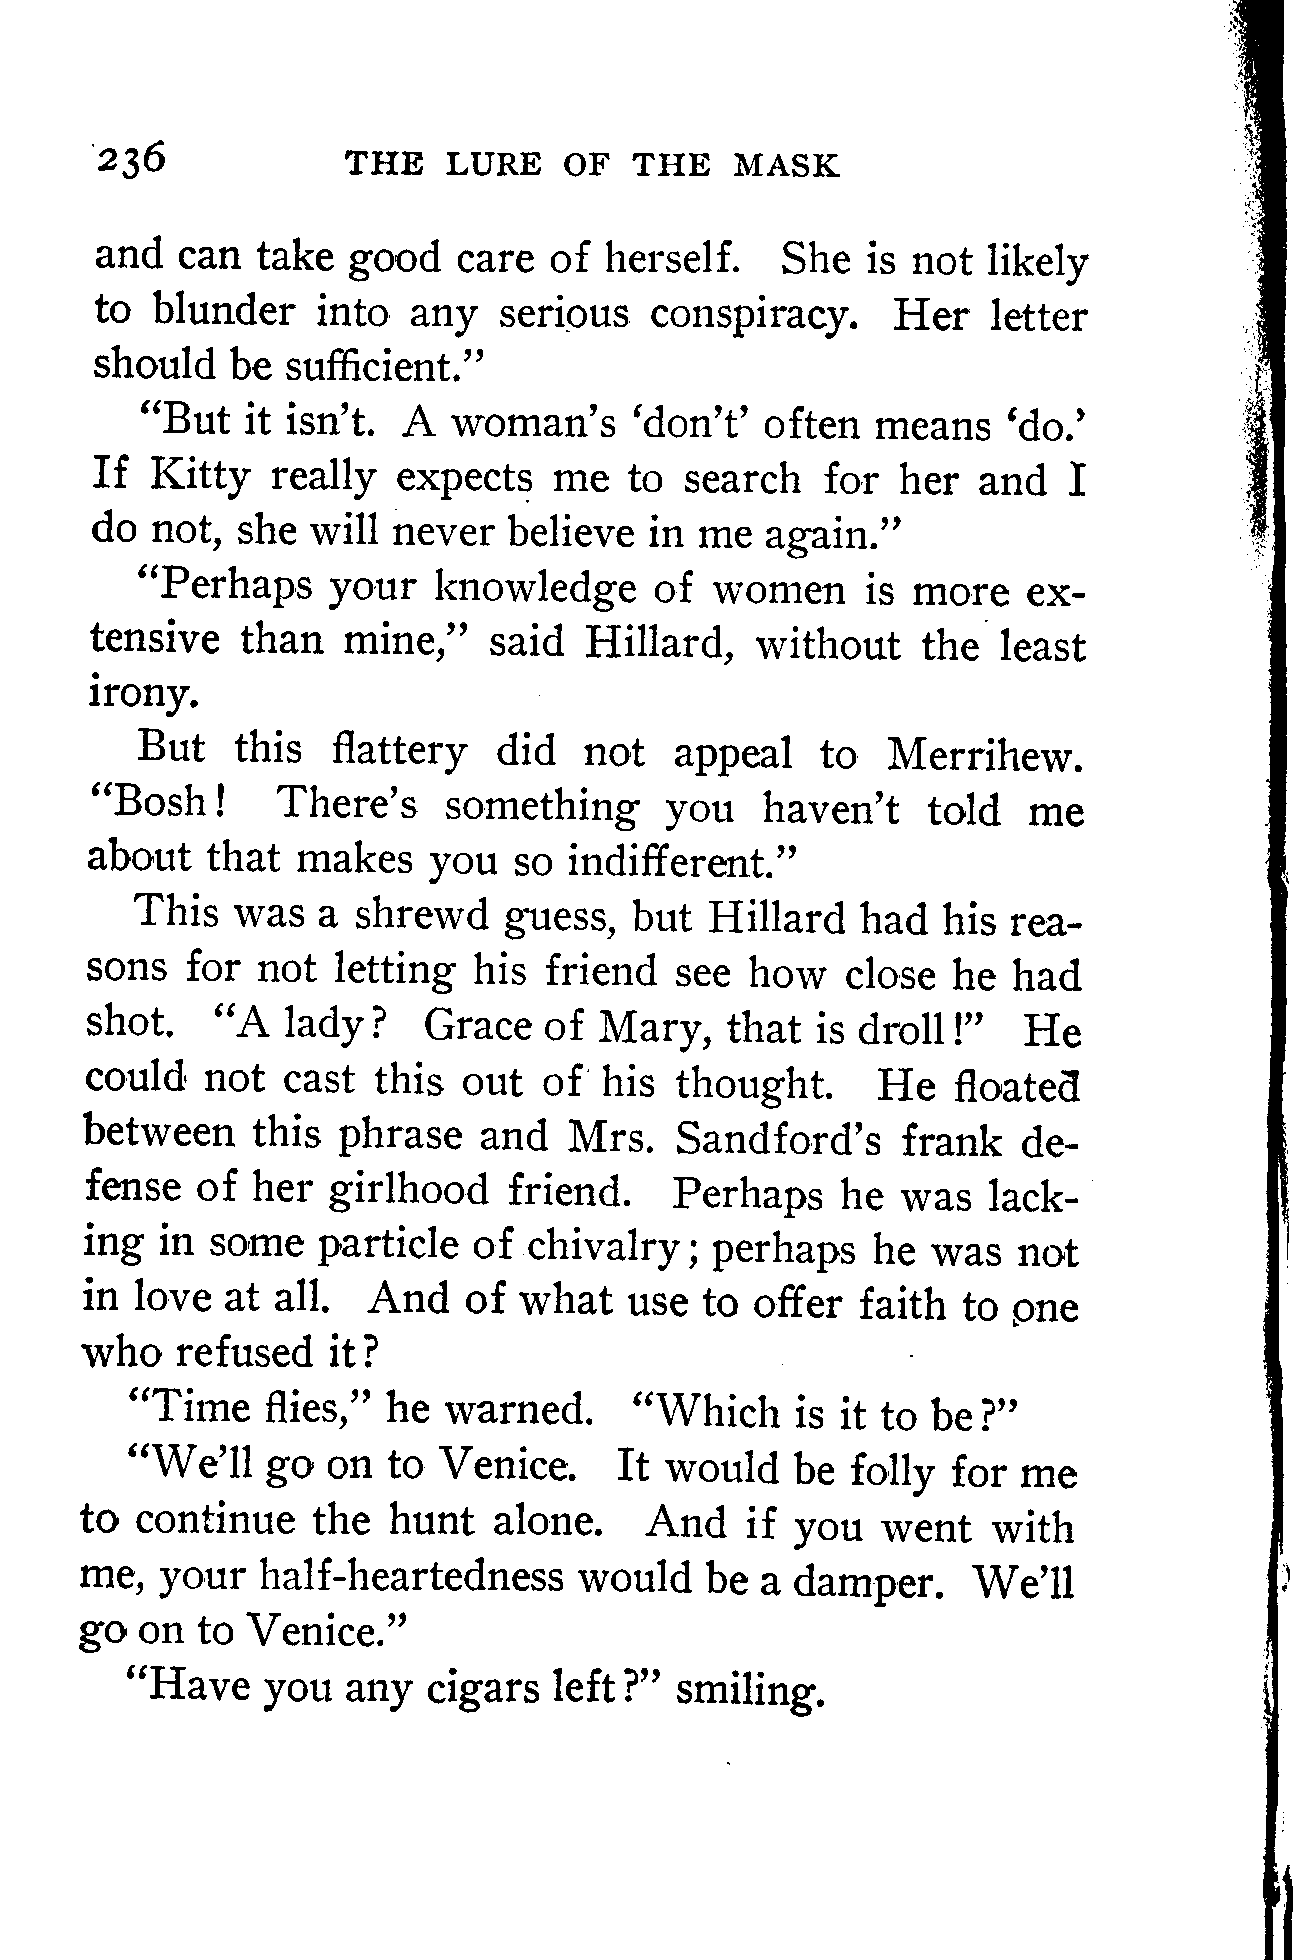 236 THE LURE OF THE MASK
and can take good care of herself. She is not likely
to blunder into any serious conspiracy. Her letter
should be sufficient."
"But it isn't. A woman's 'don't' often means 'do.'
If Kitty really expects me to search for her and I
do not, she will never believe in me again."
"Perhaps your knowledge of women is more ex-
tensive than mine," said Hillard, without the least
irony.
But this flattery did not appeal to Merrihew.
"Bosh! There's something you haven't told me
about that makes you so indifferent."
This was a shrewd guess, but Hillard had his rea-
sons for not letting his friend see how close he had
shot. "A lady? Grace of Mary, that is droll!" He
could not cast this out of his thought. He floated
between this phrase and Mrs. Sandford's frank de-
fense of her girlhood friend. Perhaps he was lack-
ing in some particle of chivalry; perhaps he was not
in love at all. And of what use to offer faith to one
who refused it?
"Time flies," he warned. "Which is it to be?"
"We'll go on to Venice. It would be folly for me
to continue the hunt alone. And if you went with
me, your half-heartedness would be a damper. We'll
go on to Venice."
"Have you any cigars left?" smiling.